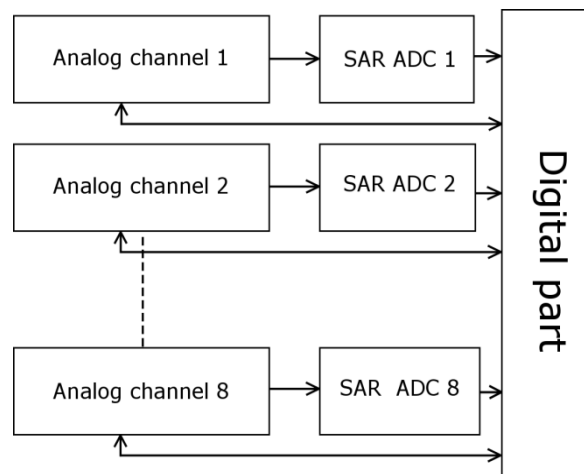 Analog channel 1
SAR ADC 1
Analog channel 2
SAR ADC 2
Analog channel 8
SAR ADC 8
Digital part